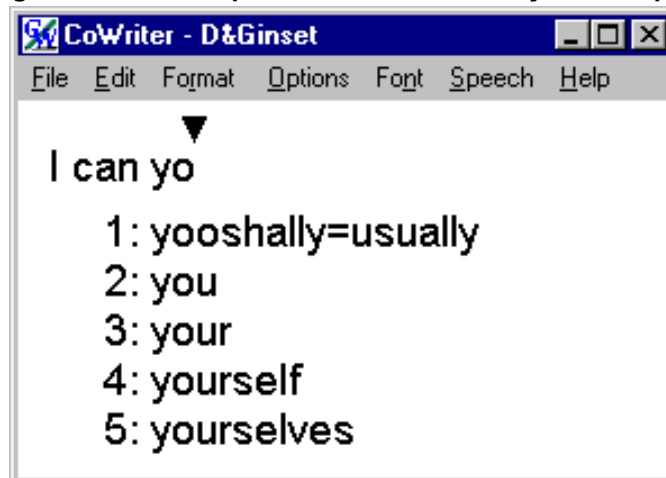 CoWriter - D&Ginset
File Edit Format Options Font Speech Help
I can yo
1: yooshally=usually
2: you
3: your
4: yourself
5: yourselves